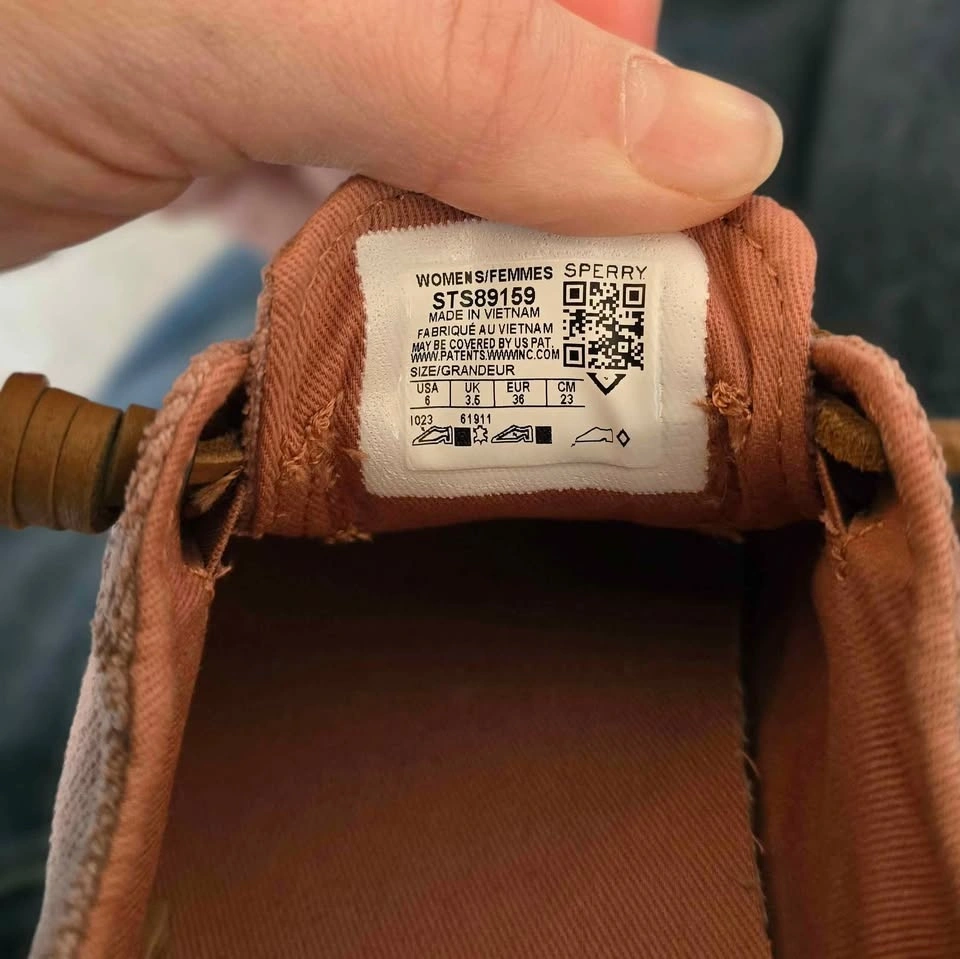 WOMENS/FEMMES SPERRY
STS89159
MADE IN VIETNAM
FABRIQUÉ AU VIETNAM
MAY BE COVERED BY US PAT.
WWW.PATENTS.WWWINC.COM
SIZE/GRANDEUR
USA UK EUR CM
6 3.5 36 23
1023 61911